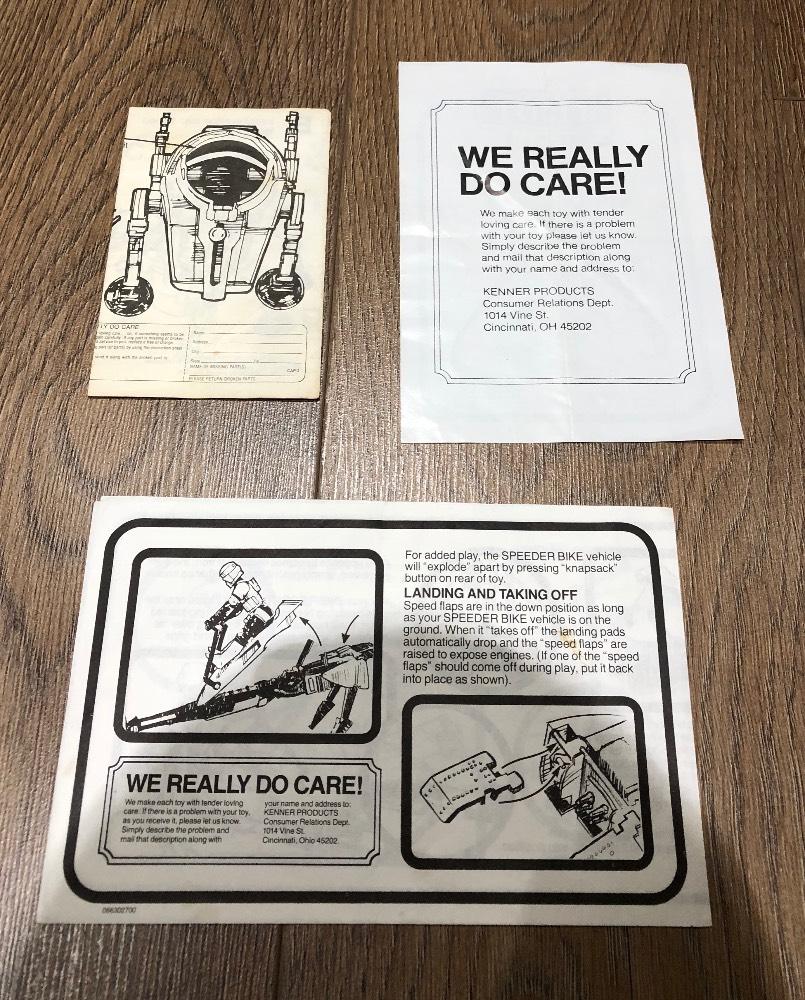 LY DO CARE
Name
Address
City
State
Zip
NAME OF MISSING PART(S)
PLEASE RETURN BROKEN PARTS
WE REALLY
DO CARE!
We make each toy with tender
loving care. If there is a problem
with your toy please let us know.
Simply describe the problem
and mail that description along
with your name and address to:
KENNER PRODUCTS
Consumer Relations Dept.
1014 Vine St.
Cincinnati, OH 45202
For added play, the SPEEDER BIKE vehicle
will "explode" apart by pressing "knapsack"
button on rear of toy.
LANDING AND TAKING OFF
Speed flaps are in the down position as long
as your SPEEDER BIKE vehicle is on the
ground. When it "takes off" the landing pads
automatically drop and the "speed flaps" are
raised to expose engines. (If one of the "speed
flaps" should come off during play, put it back
into place as shown).
WE REALLY DO CARE!
We make each toy with tender loving
care. If there is a problem with your toy,
as you receive it, please let us know.
Simply describe the problem and
mail that description along with
your name and address to:
KENNER PRODUCTS
Consumer Relations Dept.
1014 Vine St.
Cincinnati, Ohio 45202.